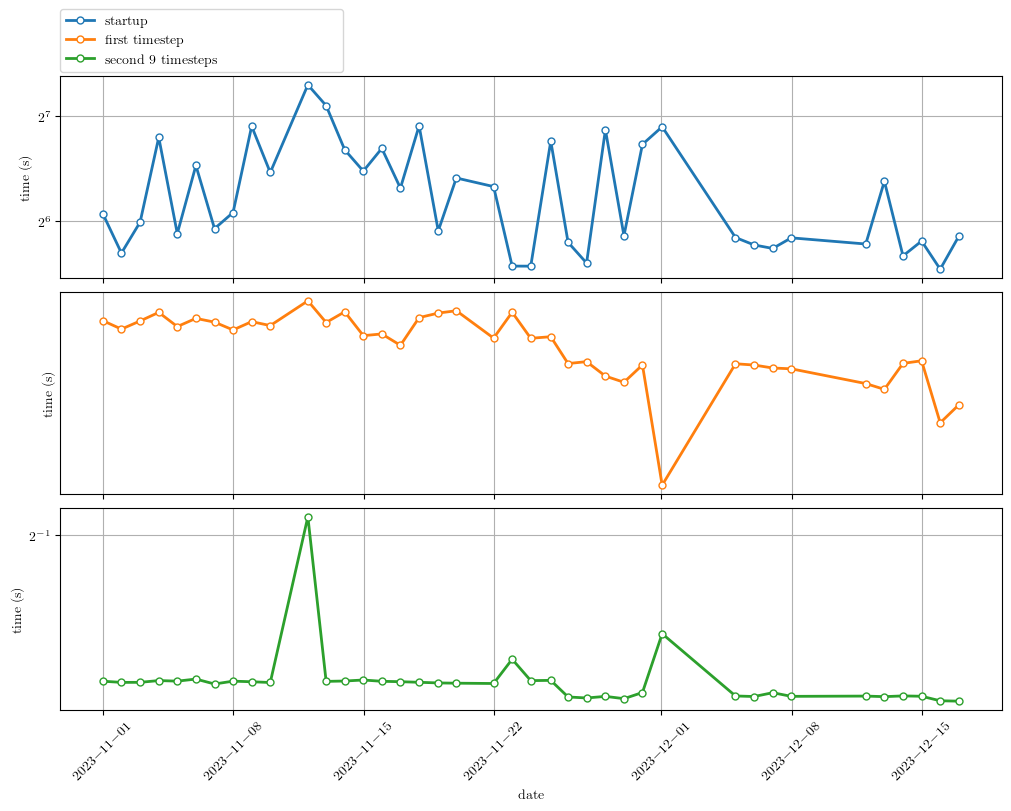 startup
first timestep
second 9 timesteps
2^7
2^6
time (s)
time (s)
2^−1
time (s)
2023−11−01
2023−11−08
2023−11−15
2023−11−22
2023−12−01
2023−12−08
2023−12−15
date